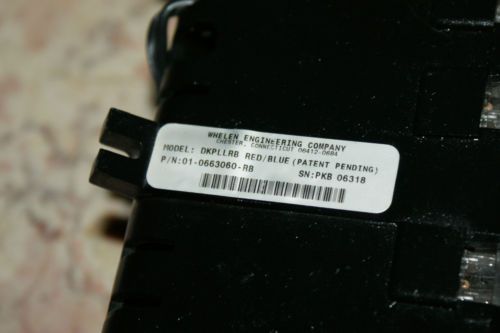 WHELEN ENGINEERING COMPANY
CHESTER, CONNECTICUT 06412-0684
MODEL: DKPLLRB RED/BLUE (PATENT PENDING)
P/N:01-0663060-RB SN:PKB 06318